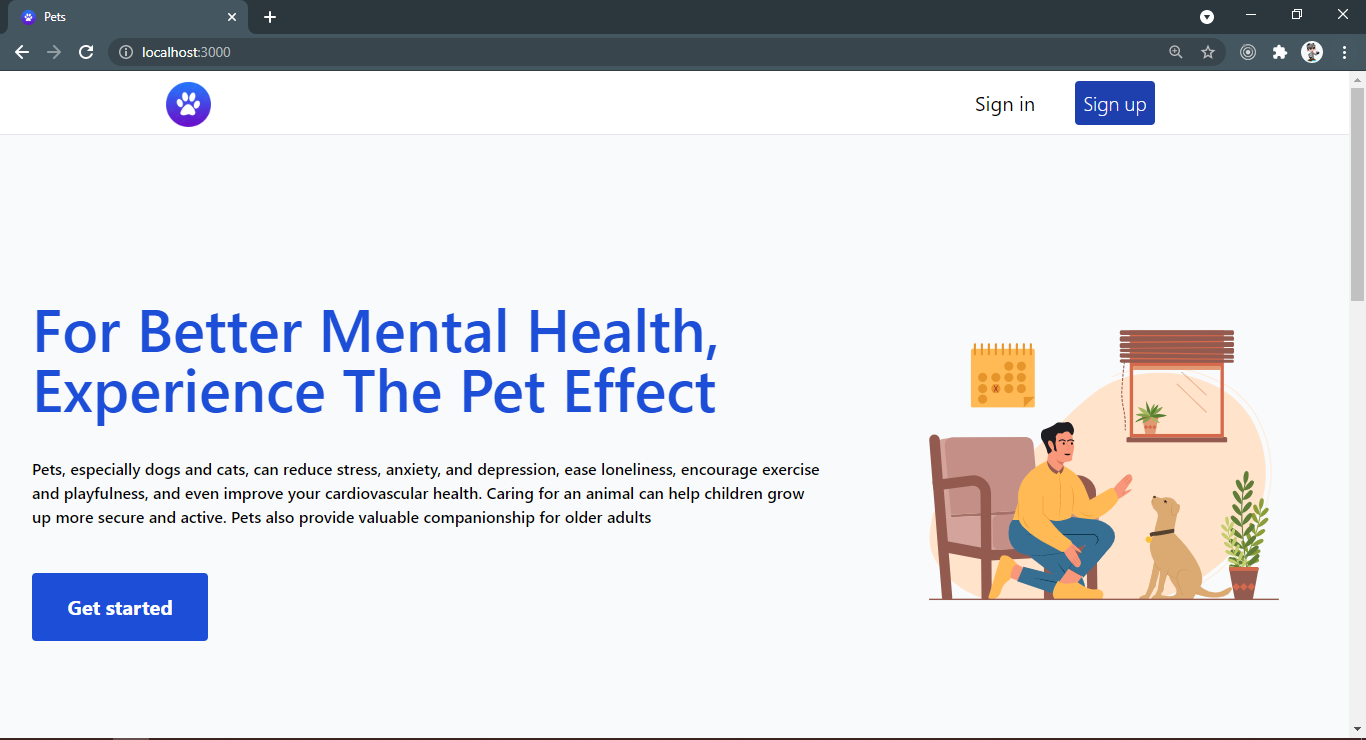 Pets
localhost:3000
Sign in
Sign up
For Better Mental Health,
Experience The Pet Effect
Pets, especially dogs and cats, can reduce stress, anxiety, and depression, ease loneliness, encourage exercise
and playfulness, and even improve your cardiovascular health. Caring for an animal can help children grow
up more secure and active. Pets also provide valuable companionship for older adults
Get started
X